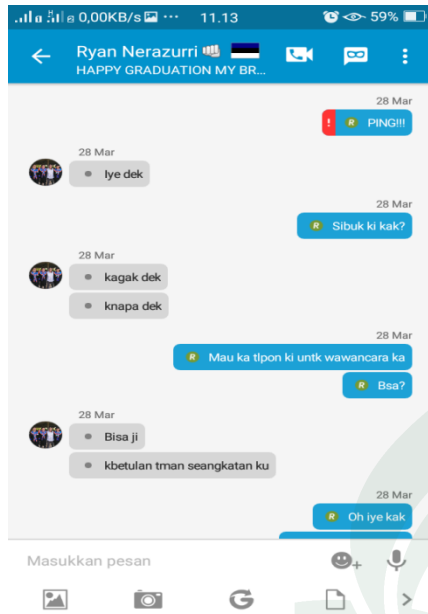 0,00KB/s ... 11.13 59%
Ryan Nerazurri
HAPPY GRADUATION MY BR...
28 Mar
! R PING!!!
28 Mar
Iye dek
28 Mar
R Sibuk ki kak?
28 Mar
kagak dek
knapa dek
28 Mar
R Mau ka tlpon ki untk wawancara ka
R Bsa?
28 Mar
Bisa ji
kbetulan tman seangkatan ku
28 Mar
R Oh iye kak
Masukkan pesan
G